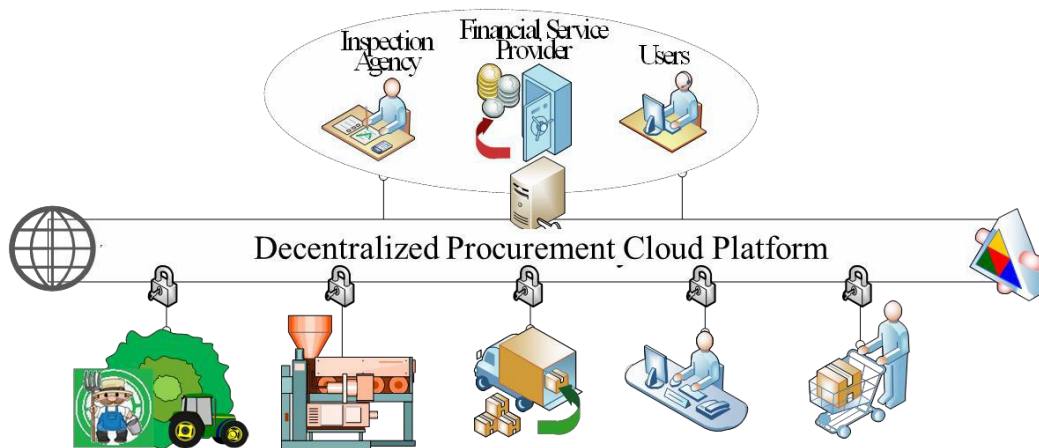 Inspection
Agency
Financial Service
Provider
Users
Decentralized Procurement Cloud Platform